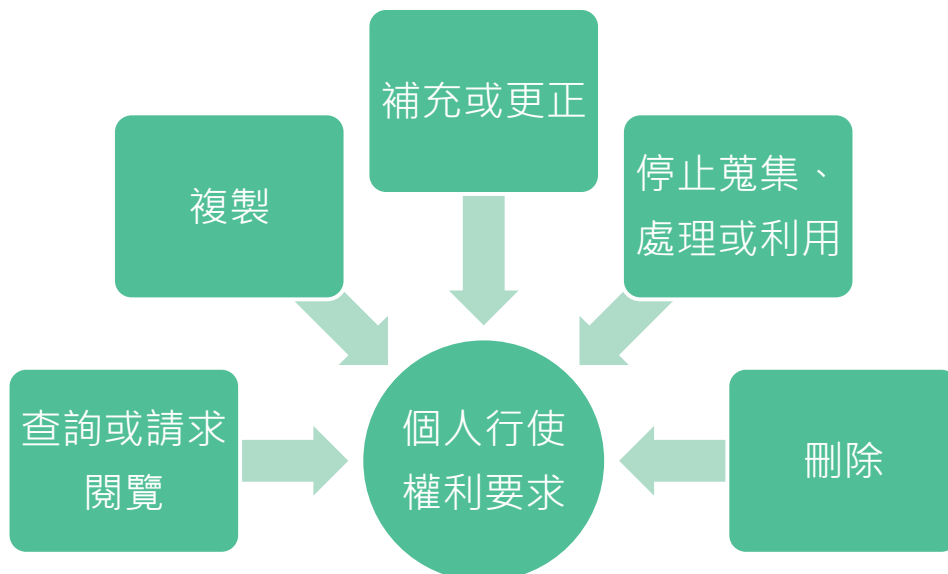 補充或更正
複製
停止蒐集、
處理或利用
查詢或請求
閱覽
個人行使
權利要求
刪除